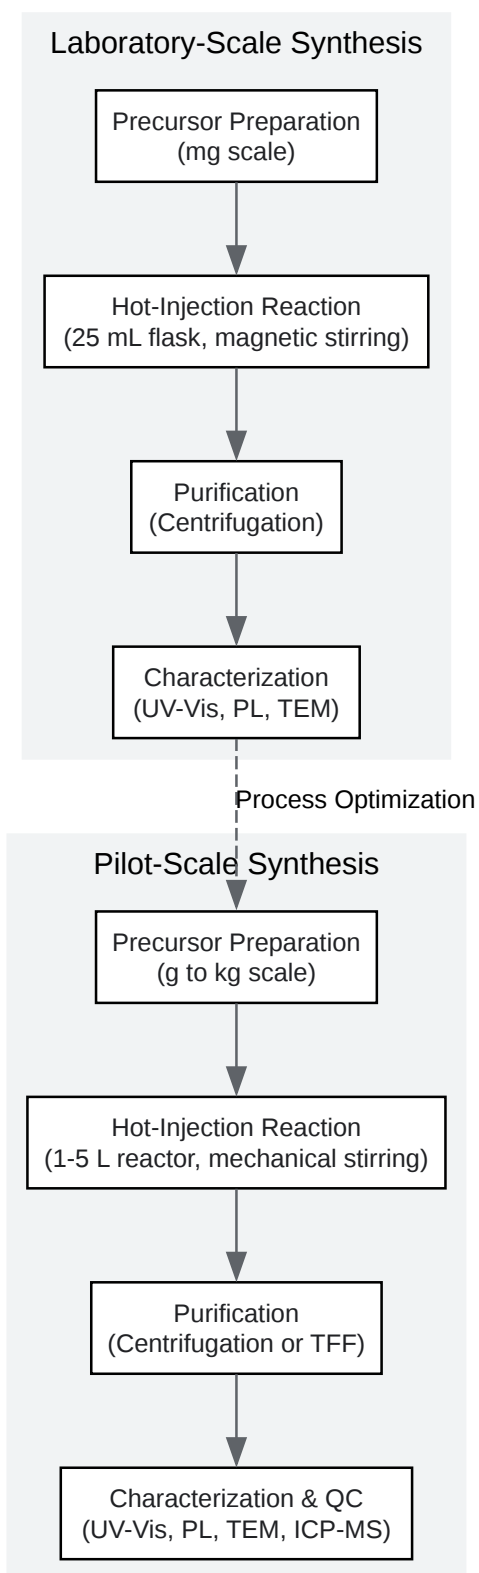 Laboratory-Scale Synthesis
Precursor Preparation
(mg scale)
Hot-Injection Reaction
(25 mL flask, magnetic stirring)
Purification
(Centrifugation)
Characterization
(UV-Vis, PL, TEM)
Process Optimization
Pilot-Scale Synthesis
Precursor Preparation
(g to kg scale)
Hot-Injection Reaction
(1-5 L reactor, mechanical stirring)
Purification
(Centrifugation or TFF)
Characterization & QC
(UV-Vis, PL, TEM, ICP-MS)